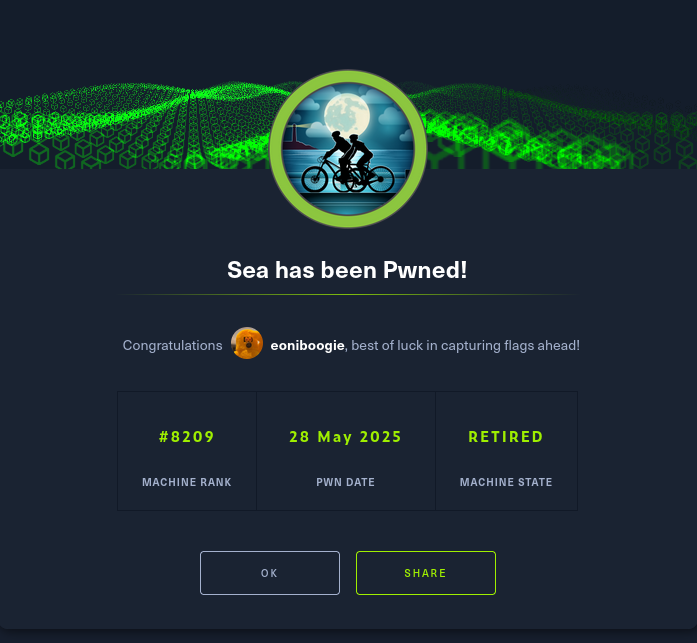 Sea has been Pwned!
Congratulations eoniboogie, best of luck in capturing flags ahead!
#8209 28 May 2025 RETIRED
MACHINE RANK PWN DATE MACHINE STATE
OK SHARE